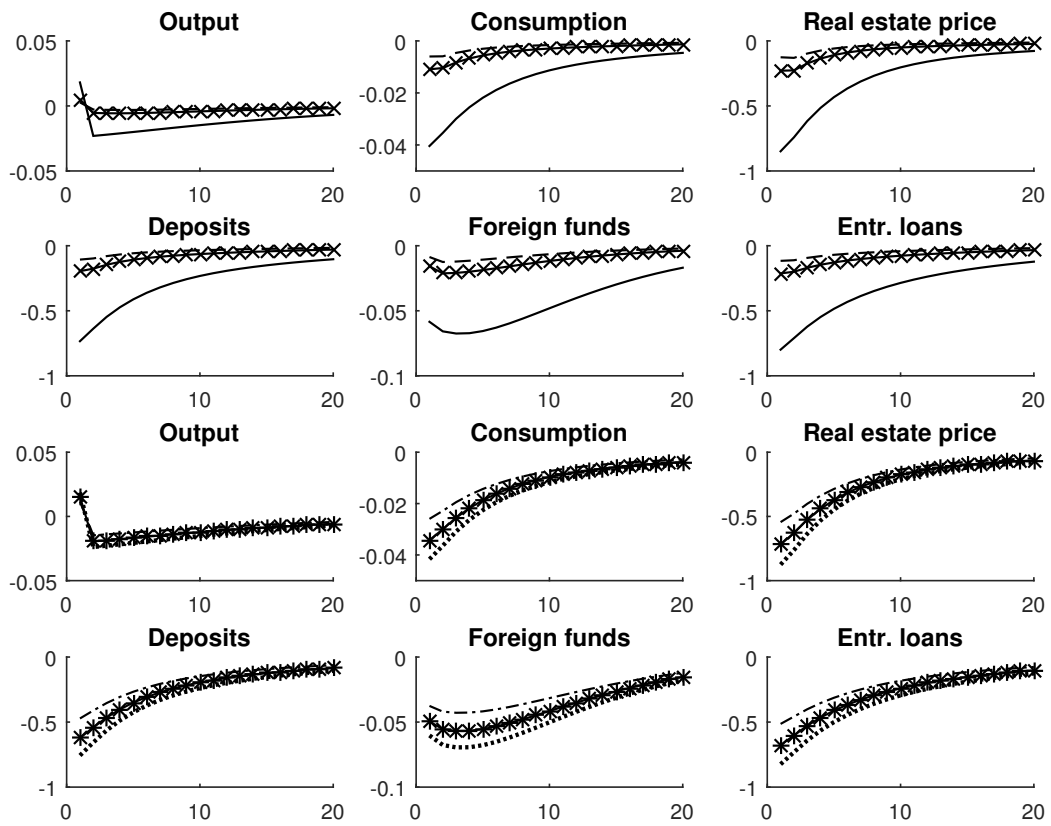 Output Consumption Real estate price
0.05 0 0
0 -0.02 -0.5
-0.05 -0.04 -1
0 10 20 0 10 20 0 10 20
Deposits Foreign funds Entr. loans
0 0 0
-0.5 -0.05 -0.5
-1 -0.1 -1
0 10 20 0 10 20 0 10 20
Output Consumption Real estate price
0.05 0 0
0 -0.02 -0.5
-0.05 -0.04 -1
0 10 20 0 10 20 0 10 20
Deposits Foreign funds Entr. loans
0 0 0
-0.5 -0.05 -0.5
-1 -0.1 -1
0 10 20 0 10 20 0 10 20